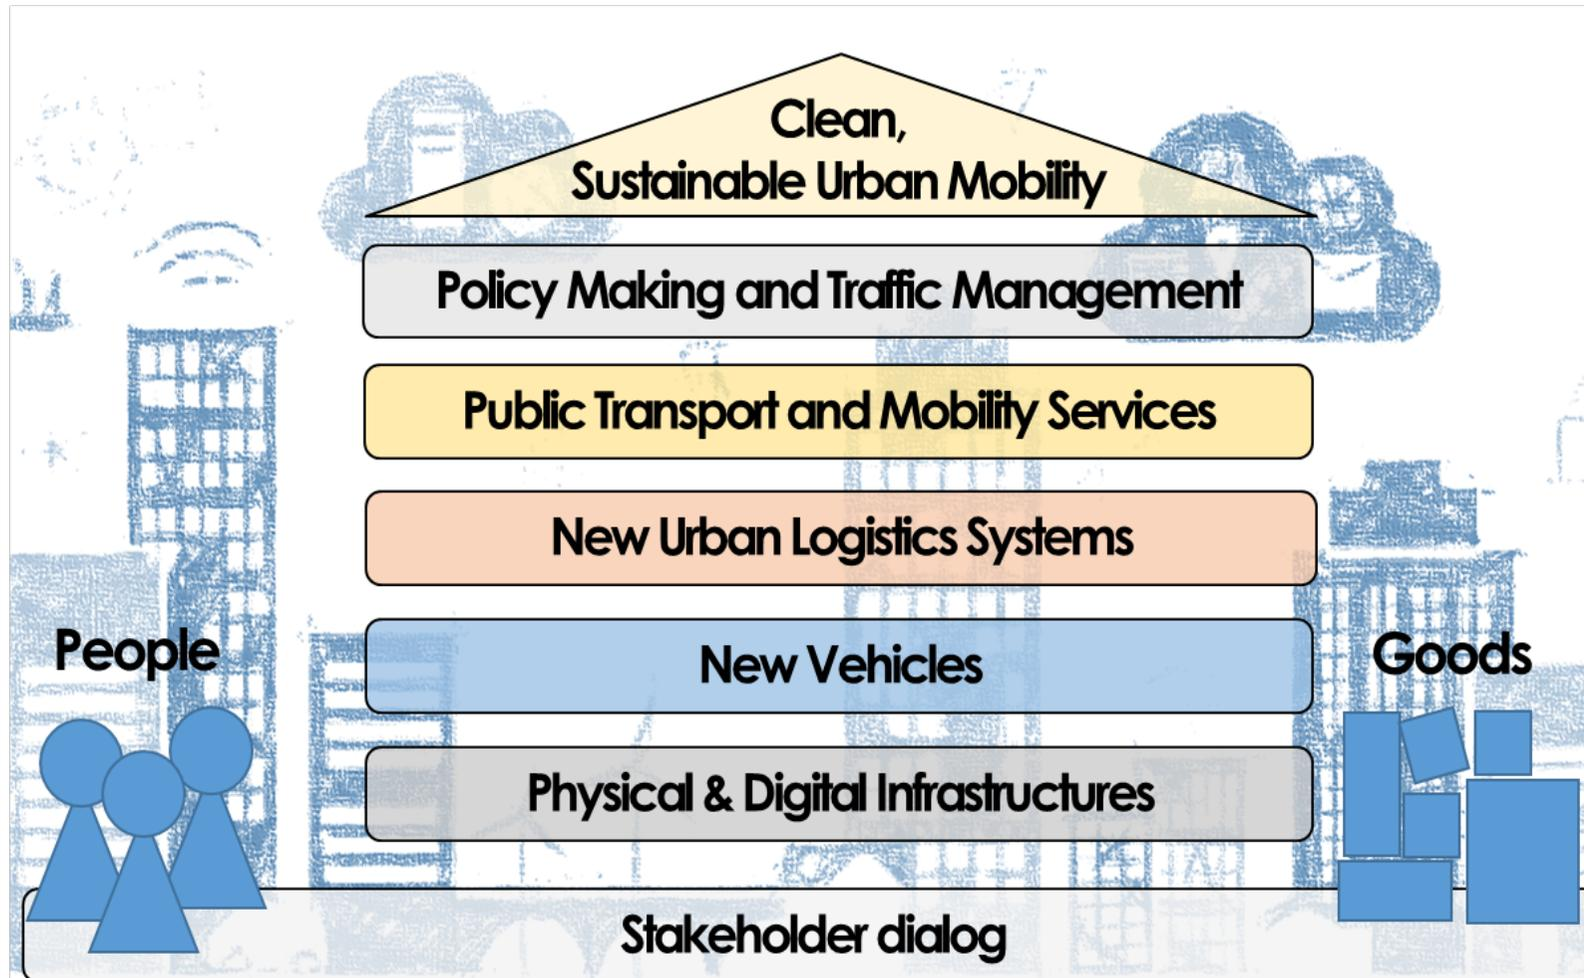 Clean,
Sustainable Urban Mobility
Policy Making and Traffic Management
Public Transport and Mobility Services
New Urban Logistics Systems
New Vehicles
People
Goods
Physical & Digital Infrastructures
Stakeholder dialog